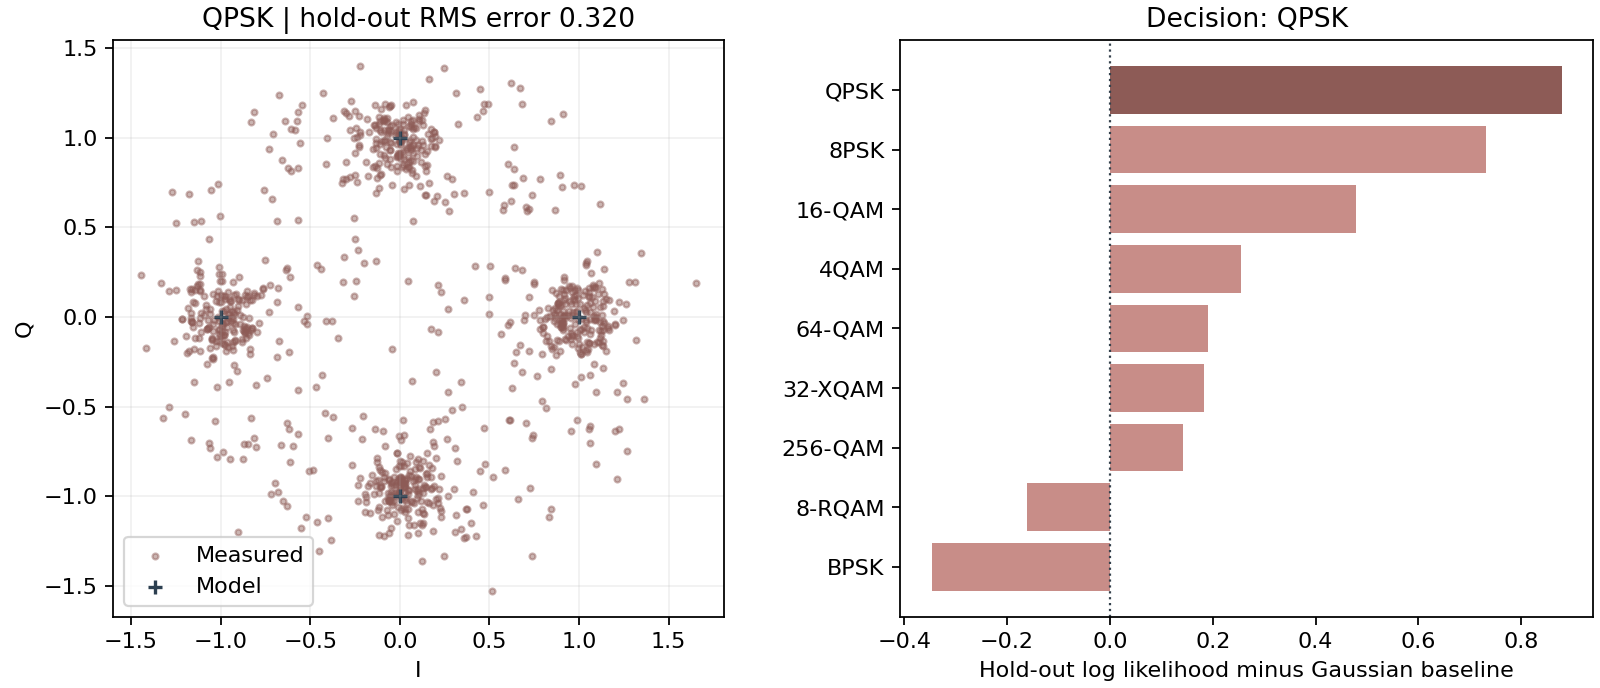 QPSK | hold-out RMS error 0.320
1.5
1.0
0.5
0.0
−0.5
−1.0
−1.5
Q
Measured
Model
−1.5 −1.0 −0.5 0.0 0.5 1.0 1.5
I
Decision: QPSK
QPSK
8PSK
16-QAM
4QAM
64-QAM
32-XQAM
256-QAM
8-RQAM
BPSK
−0.4 −0.2 0.0 0.2 0.4 0.6 0.8
Hold-out log likelihood minus Gaussian baseline